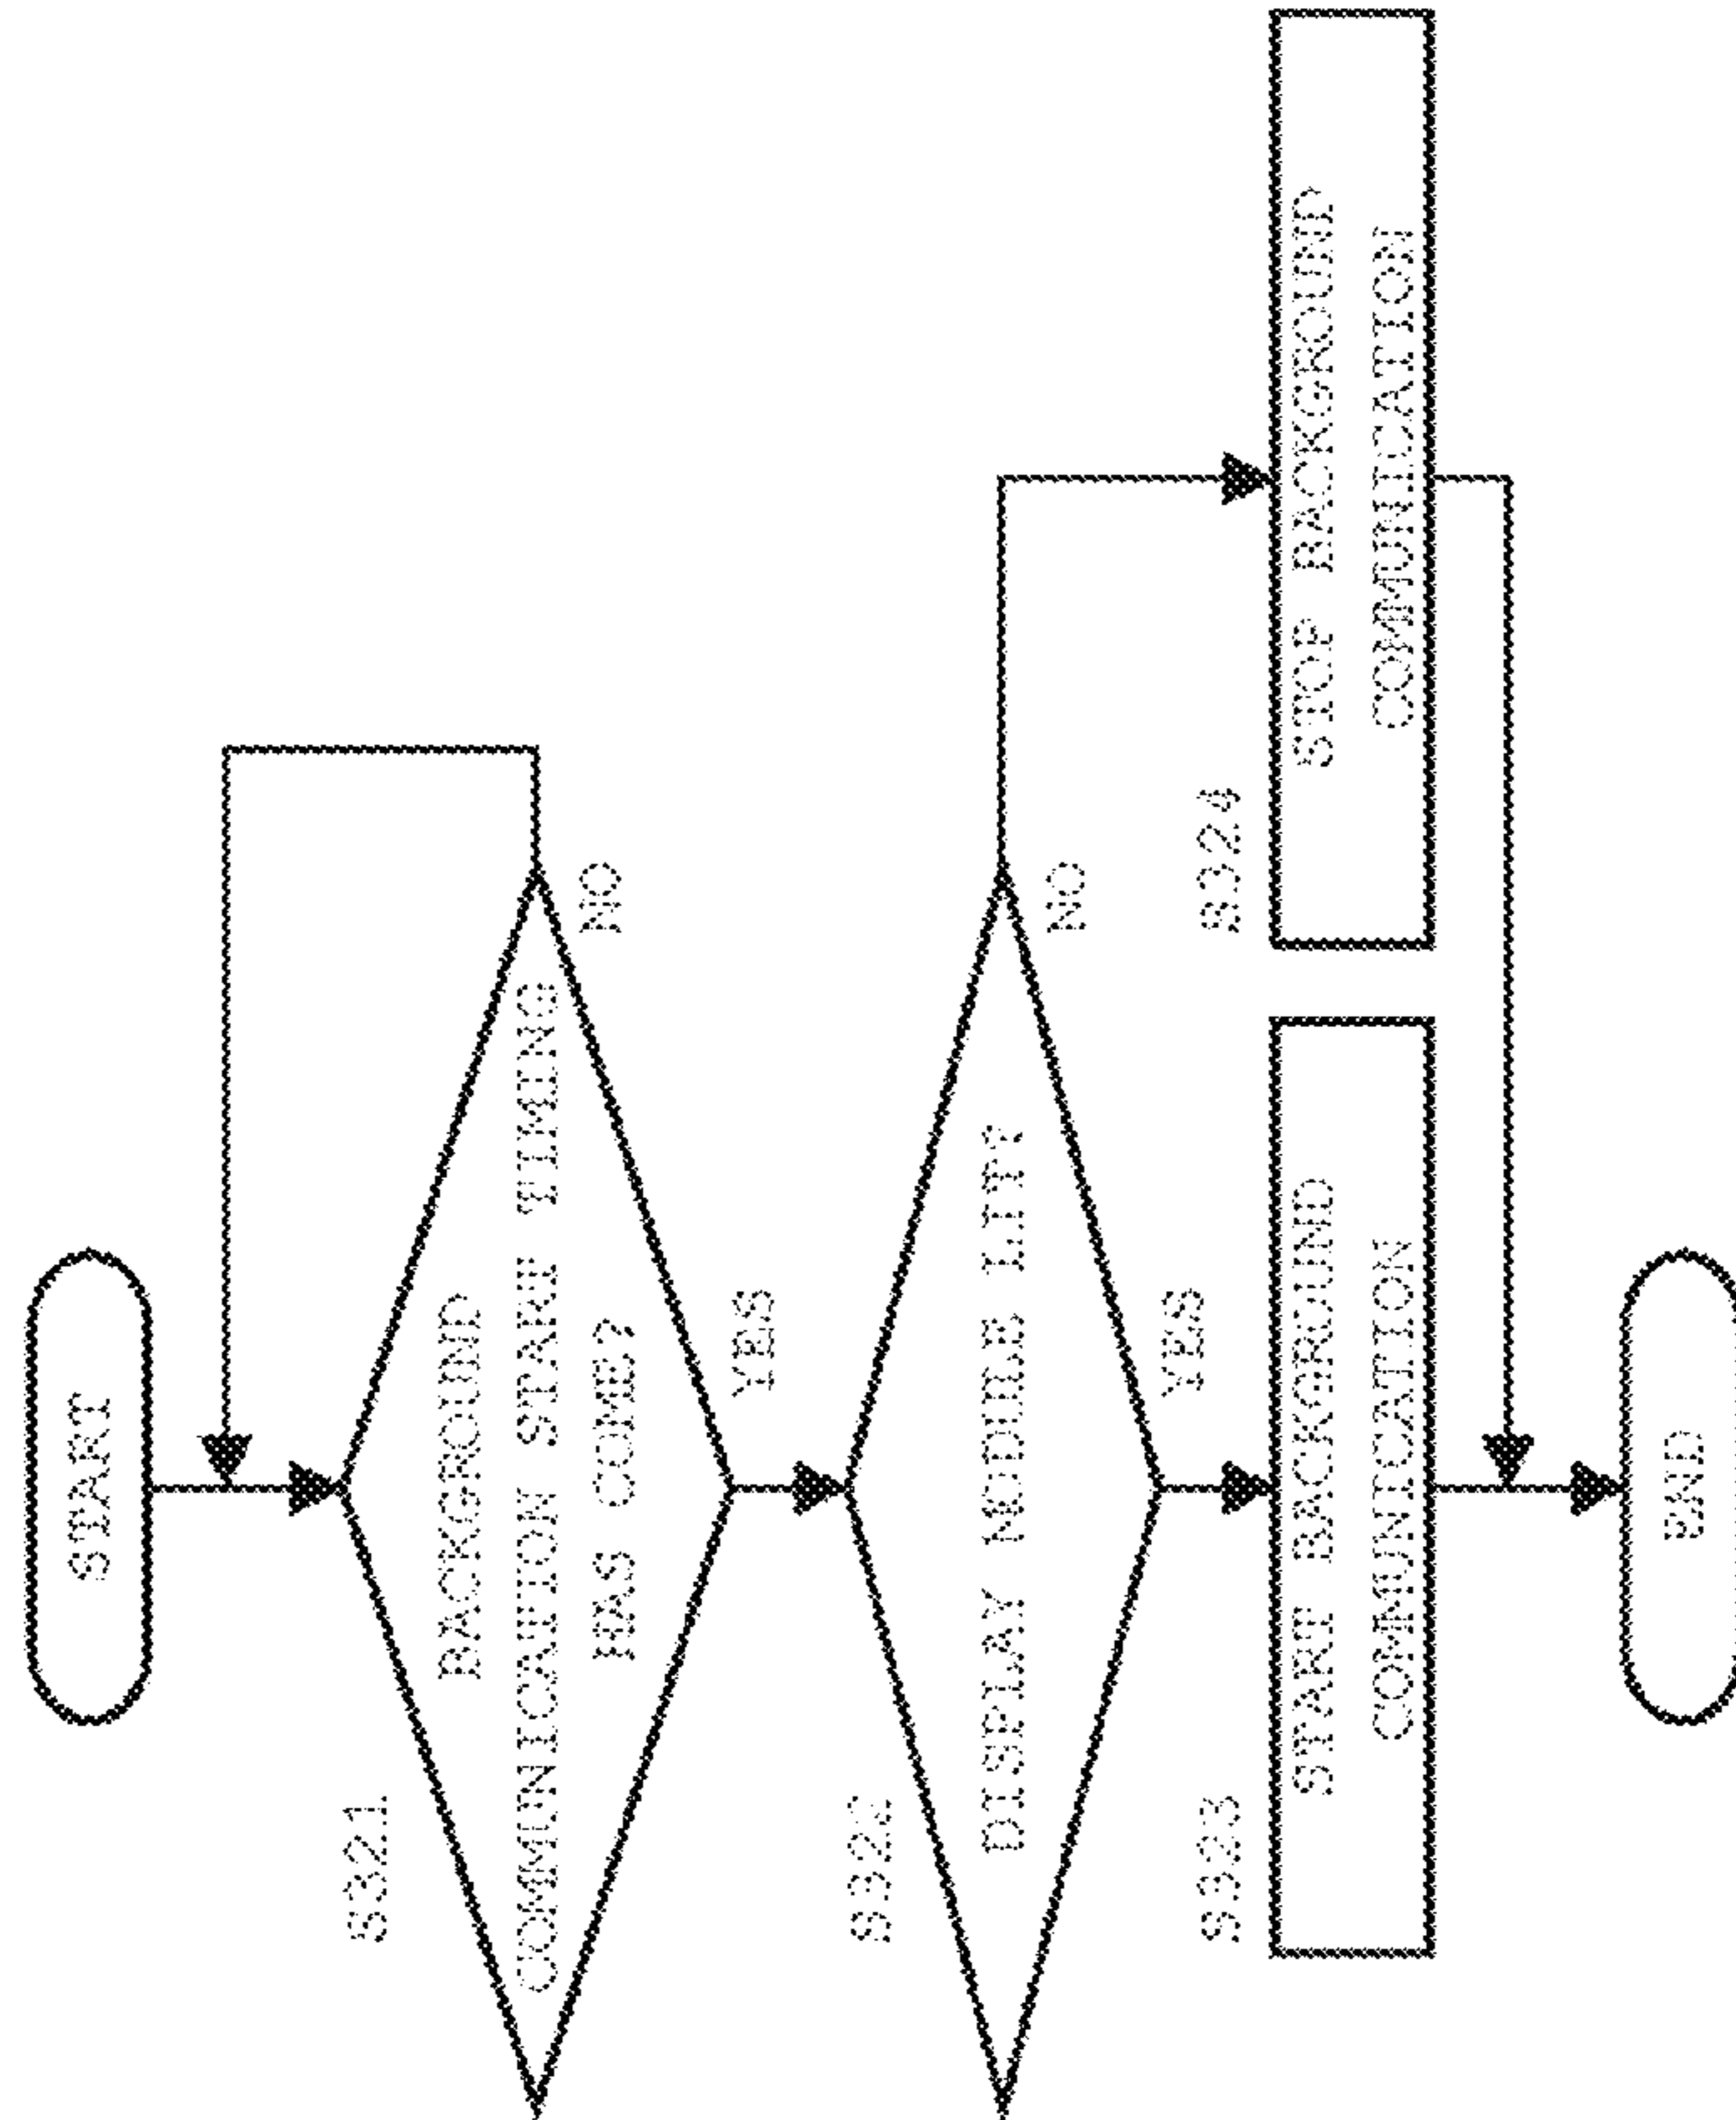 START
S321
BACKGROUND
COMMUNICATION START TIMING
HAS COME?
NO
YES
S322
DISPLAY MODULE LIT?
NO
YES
S323
START BACKGROUND
COMMUNICATION
S324
STOP BACKGROUND
COMMUNICATION
END